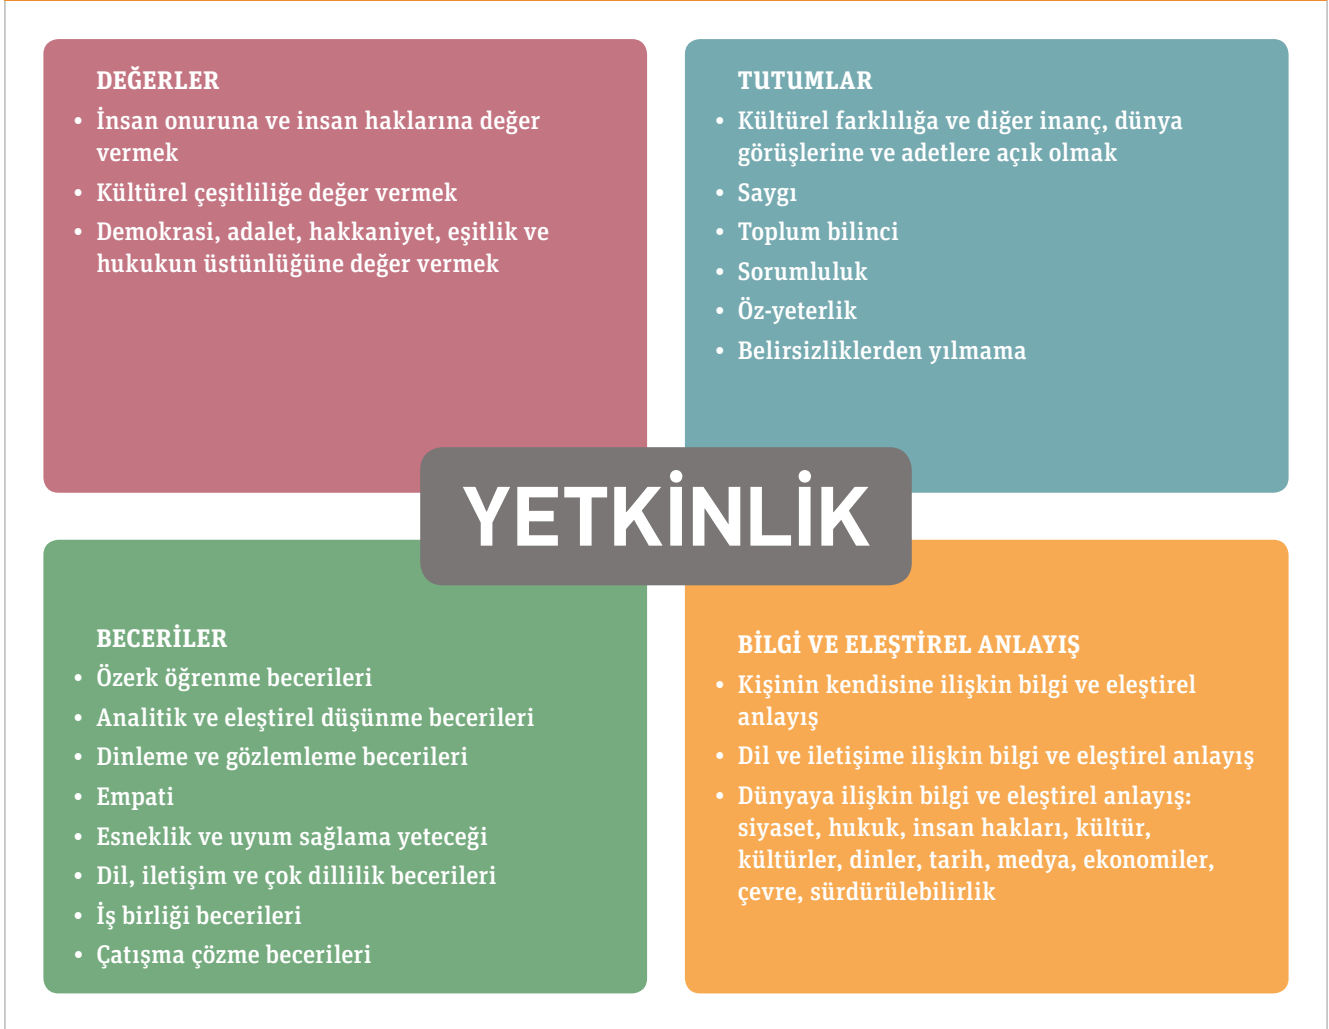 DEĞERLER
• İnsan onuruna ve insan haklarına değer
vermek
• Kültürel çeşitliliğe değer vermek
• Demokrasi, adalet, hakkaniyet, eşitlik ve
hukukun üstünlüğüne değer vermek
TUTUMLAR
• Kültürel farklılığa ve diğer inanç, dünya
görüşlerine ve adetlere açık olmak
• Saygı
• Toplum bilinci
• Sorumluluk
• Öz-yeterlik
• Belirsizliklerden yılmama
YETKİNLİK
BECERİLER
• Özerk öğrenme becerileri
• Analitik ve eleştirel düşünme becerileri
• Dinleme ve gözlemleme becerileri
• Empati
• Esneklik ve uyum sağlama yeteceği
• Dil, iletişim ve çok dillilik becerileri
• İş birliği becerileri
• Çatışma çözme becerileri
BİLGİ VE ELEŞTİREL ANLAYIŞ
• Kişinin kendisine ilişkin bilgi ve eleştirel
anlayış
• Dil ve iletişime ilişkin bilgi ve eleştirel anlayış
• Dünyaya ilişkin bilgi ve eleştirel anlayış:
siyaset, hukuk, insan hakları, kültür,
kültürler, dinler, tarih, medya, ekonomiler,
çevre, sürdürülebilirlik